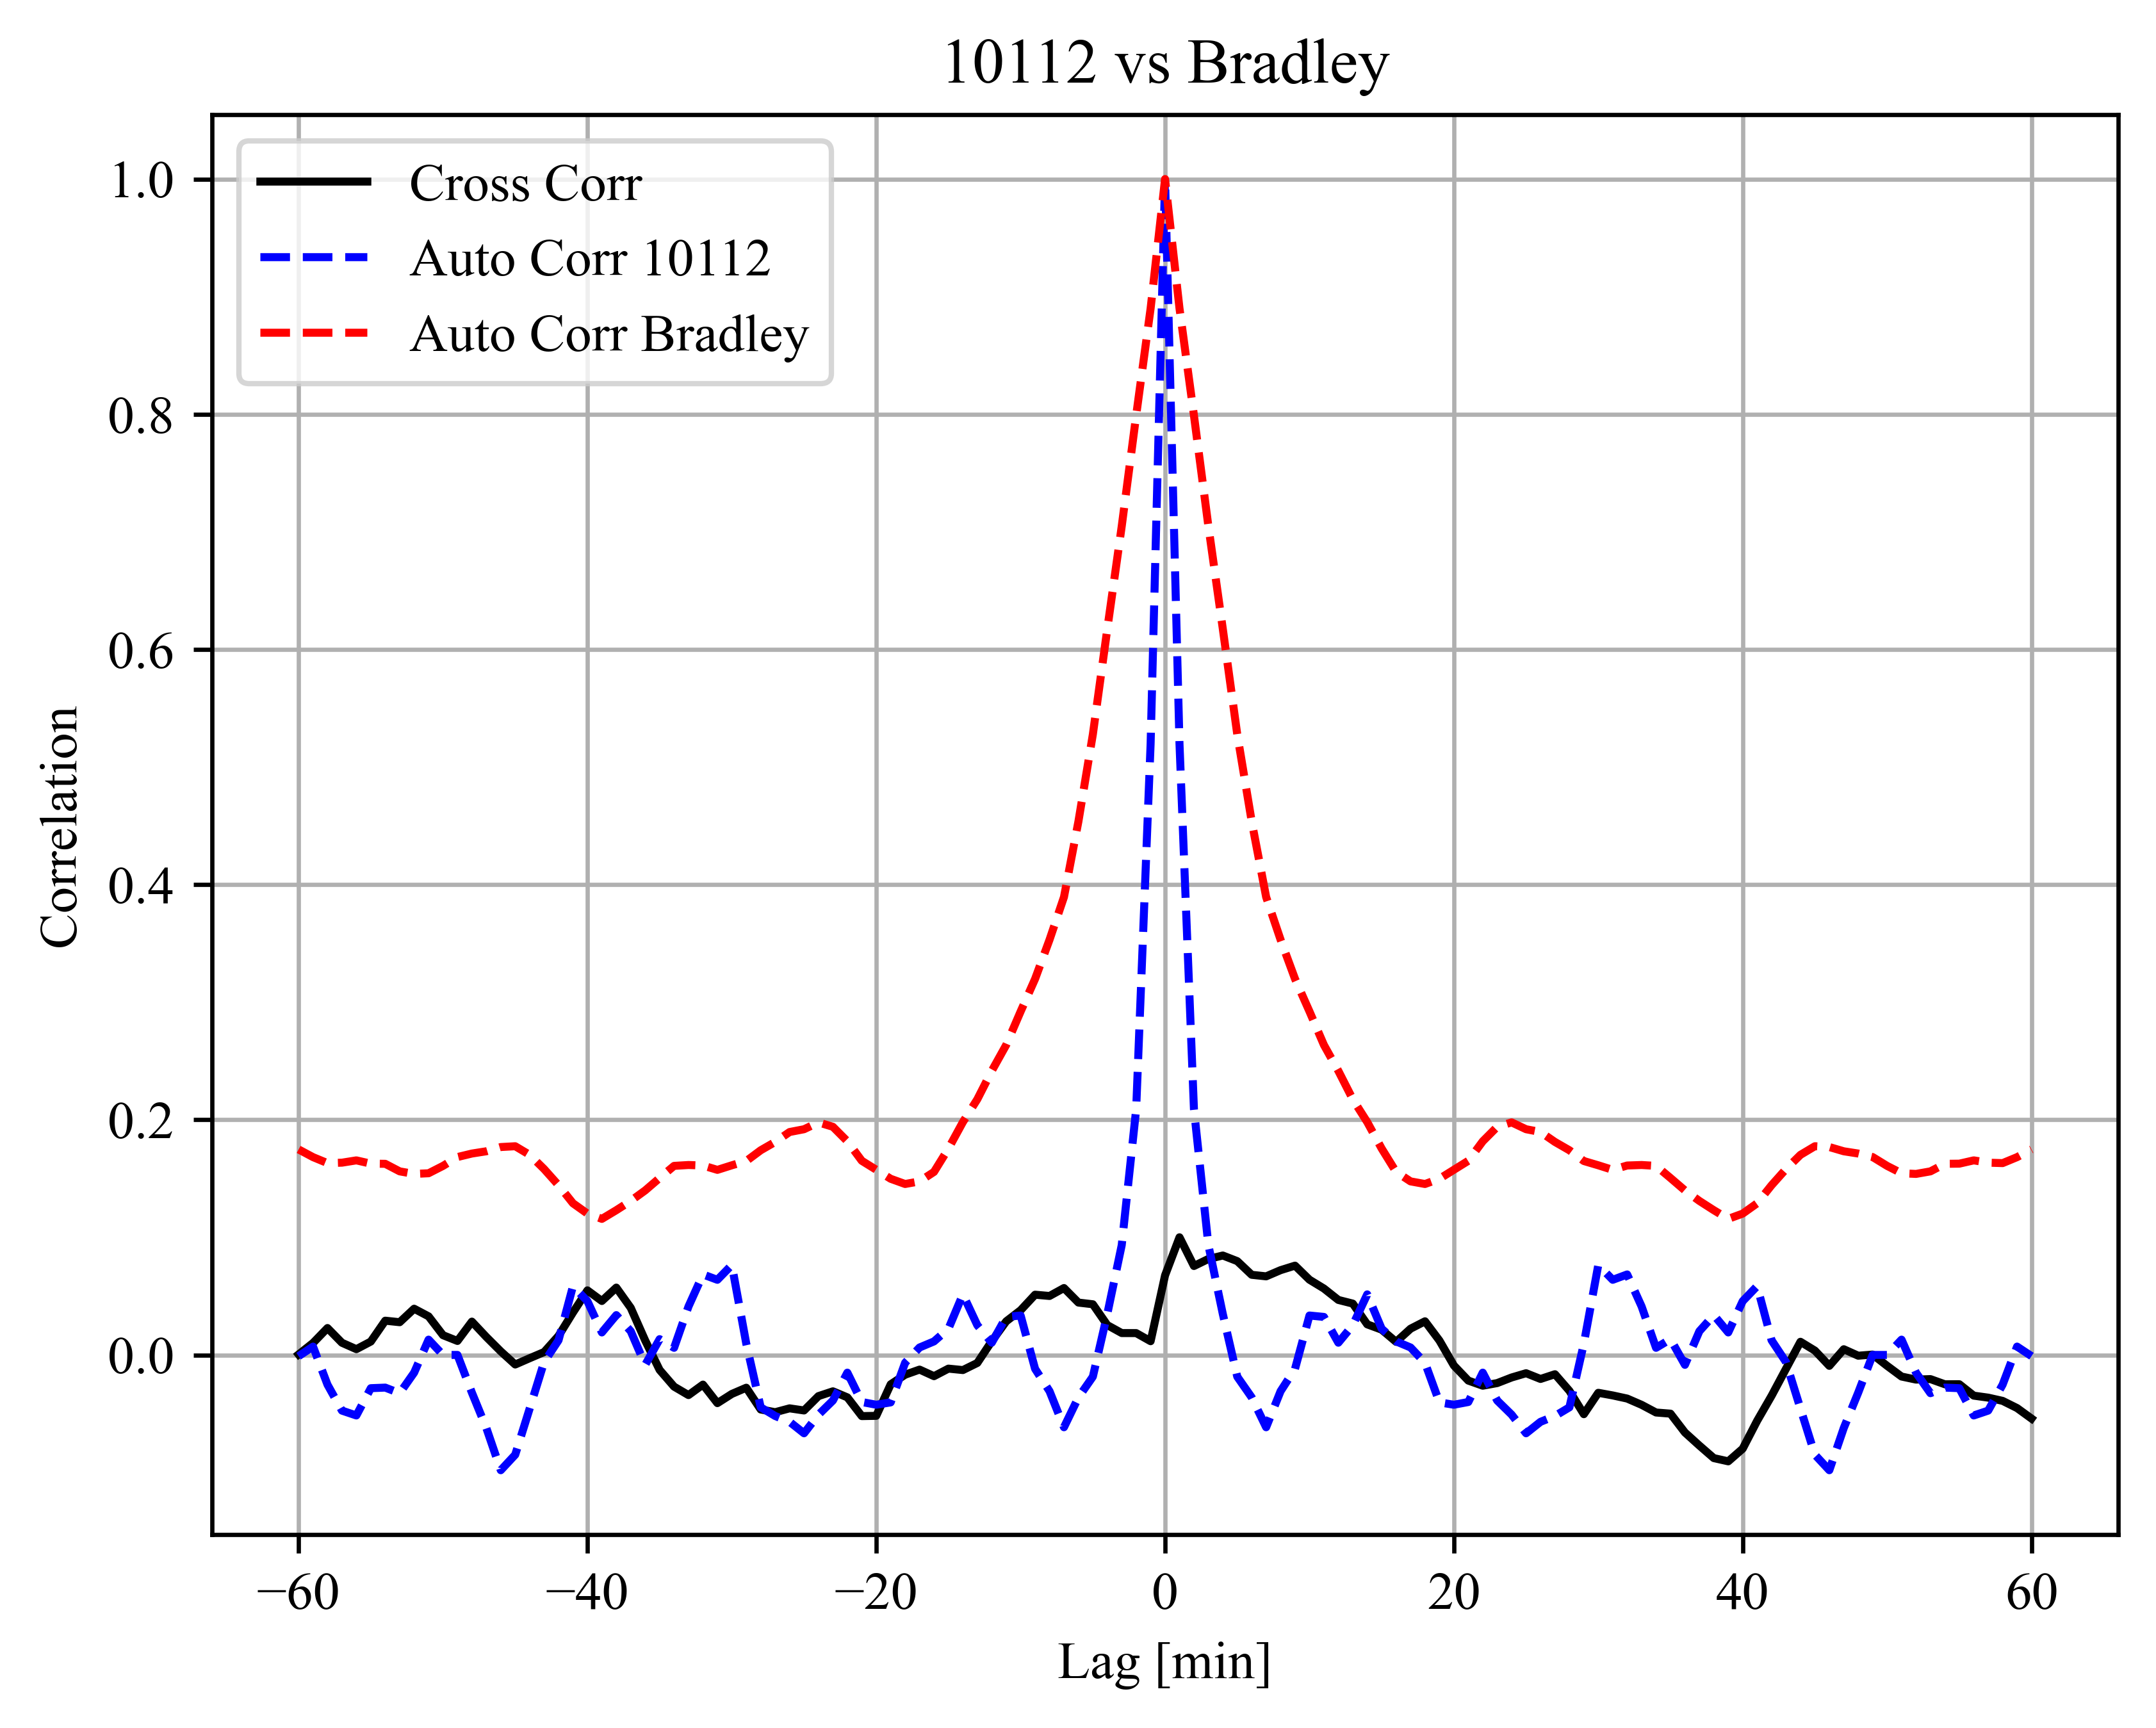 10112 vs Bradley
Cross Corr
Auto Corr 10112
Auto Corr Bradley
1.0
0.8
0.6
0.4
0.2
0.0
Correlation
−60 −40 −20 0 20 40 60
Lag [min]